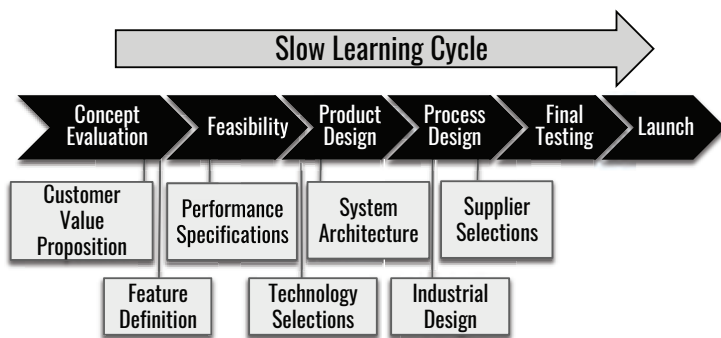 Slow Learning Cycle
Concept
Evaluation
Feasibility
Product
Design
Process
Design
Final
Testing
Launch
Customer
Value
Proposition
Performance
Specifications
System
Architecture
Supplier
Selections
Feature
Definition
Technology
Selections
Industrial
Design